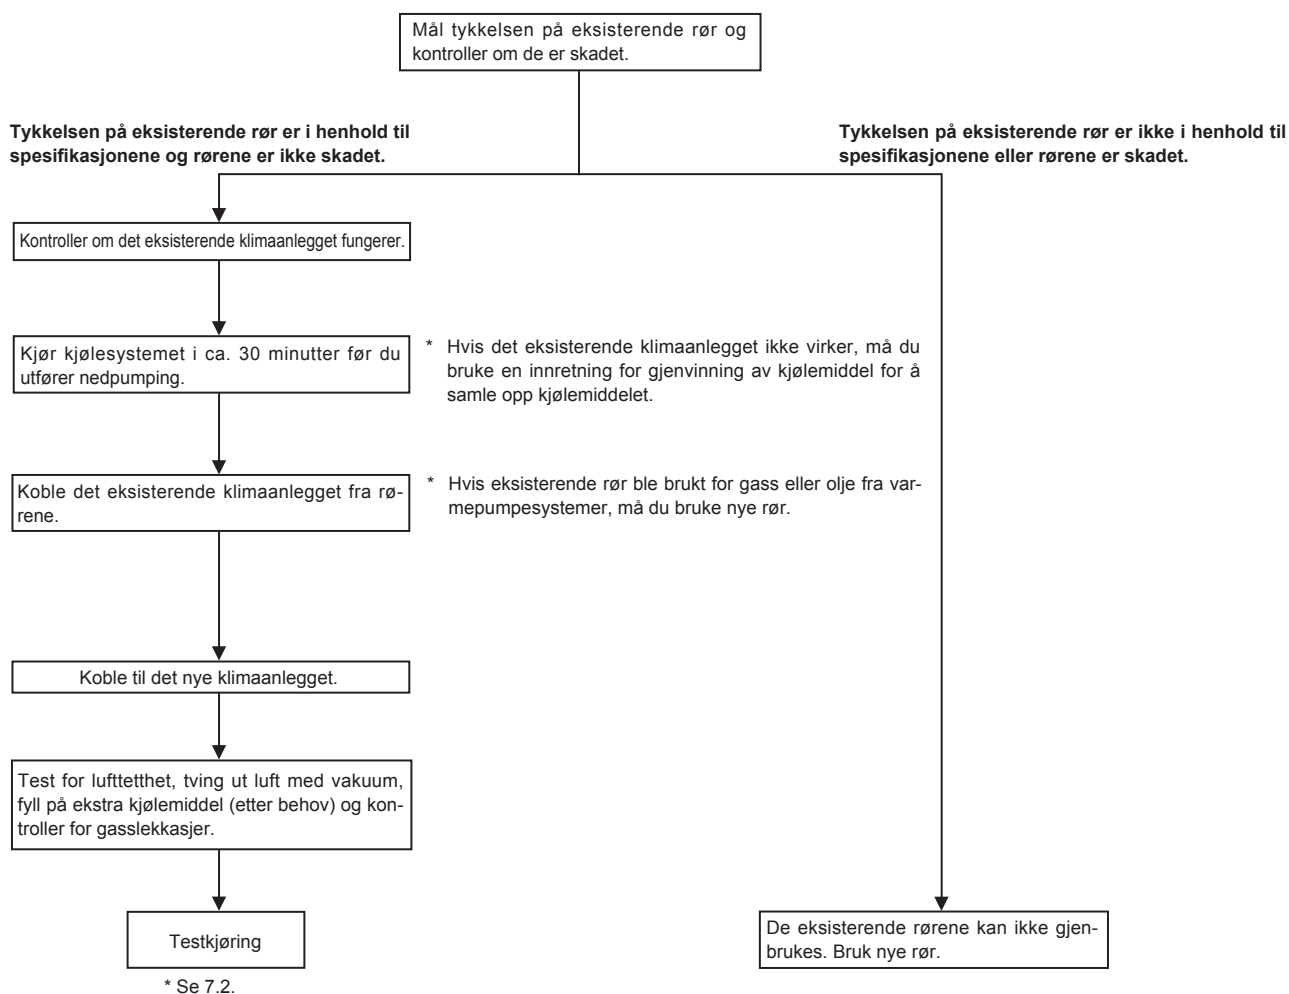 Mål tykkelsen på eksisterende rør og
kontroller om de er skadet.
Tykkelsen på eksisterende rør er i henhold til
spesifikasjonene og rørene er ikke skadet.
Tykkelsen på eksisterende rør er ikke i henhold til
spesifikasjonene eller rørene er skadet.
Kontroller om det eksisterende klimaanlegget fungerer.
Kjør kjølesystemet i ca. 30 minutter før du
utfører nedpumping.
* Hvis det eksisterende klimaanlegget ikke virker, må du
bruke en innretning for gjenvinning av kjølemiddel for å
samle opp kjølemiddelet.
Koble det eksisterende klimaanlegget fra rø-
rene.
* Hvis eksisterende rør ble brukt for gass eller olje fra var-
mepumpesystemer, må du bruke nye rør.
Koble til det nye klimaanlegget.
Test for lufttetthet, tving ut luft med vakuum,
fyll på ekstra kjølemiddel (etter behov) og kon-
troller for gasslekkasjer.
Testkjøring
* Se 7.2.
De eksisterende rørene kan ikke gjen-
brukes. Bruk nye rør.